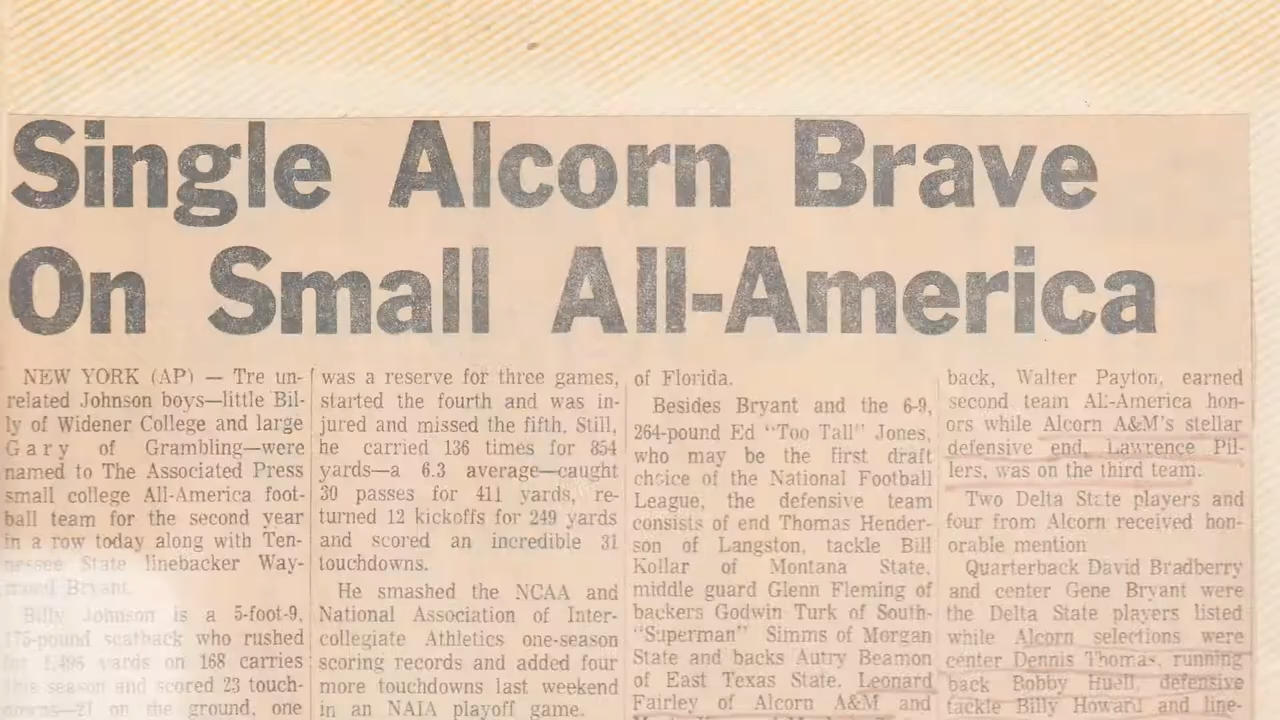 Single Alcorn Brave
On Small All-America
NEW YORK (AP) — Tre un-
related Johnson boys—little Bil-
ly of Widener College and large
Gary of Grambling—were
named to The Associated Press
small college All-America foot-
ball team for the second year
in a row today along with Ten-
nessee State linebacker Way-
mond Bryant.
Billy Johnson is a 5-foot-9,
175-pound scatback who rushed
for 1,496 yards on 168 carries
this season and scored 23 touch-
downs—21 on the ground, one
was a reserve for three games,
started the fourth and was in-
jured and missed the fifth. Still,
he carried 136 times for 854
yards—a 6.3 average—caught
30 passes for 411 yards, re-
turned 12 kickoffs for 249 yards
and scored an incredible 31
touchdowns.
He smashed the NCAA and
National Association of Inter-
collegiate Athletics one-season
scoring records and added four
more touchdowns last weekend
in an NAIA playoff game.
of Florida.
Besides Bryant and the 6-9,
264-pound Ed "Too Tall" Jones,
who may be the first draft
choice of the National Football
League, the defensive team
consists of end Thomas Hender-
son of Langston, tackle Bill
Kollar of Montana State,
middle guard Glenn Fleming of
backers Godwin Turk of South-
"Superman" Simms of Morgan
State and backs Autry Beamon
of East Texas State, Leonard
Fairley of Alcorn A&M and
back, Walter Payton, earned
second team All-America hon-
ors while Alcorn A&M's stellar
defensive end, Lawrence Pil-
lers, was on the third team.
Two Delta State players and
four from Alcorn received hon-
orable mention
Quarterback David Bradberry
and center Gene Bryant were
the Delta State players listed
while Alcorn selections were
center Dennis Thomas, running
back Bobby Huell, defensive
tackle Billy Howard and line-